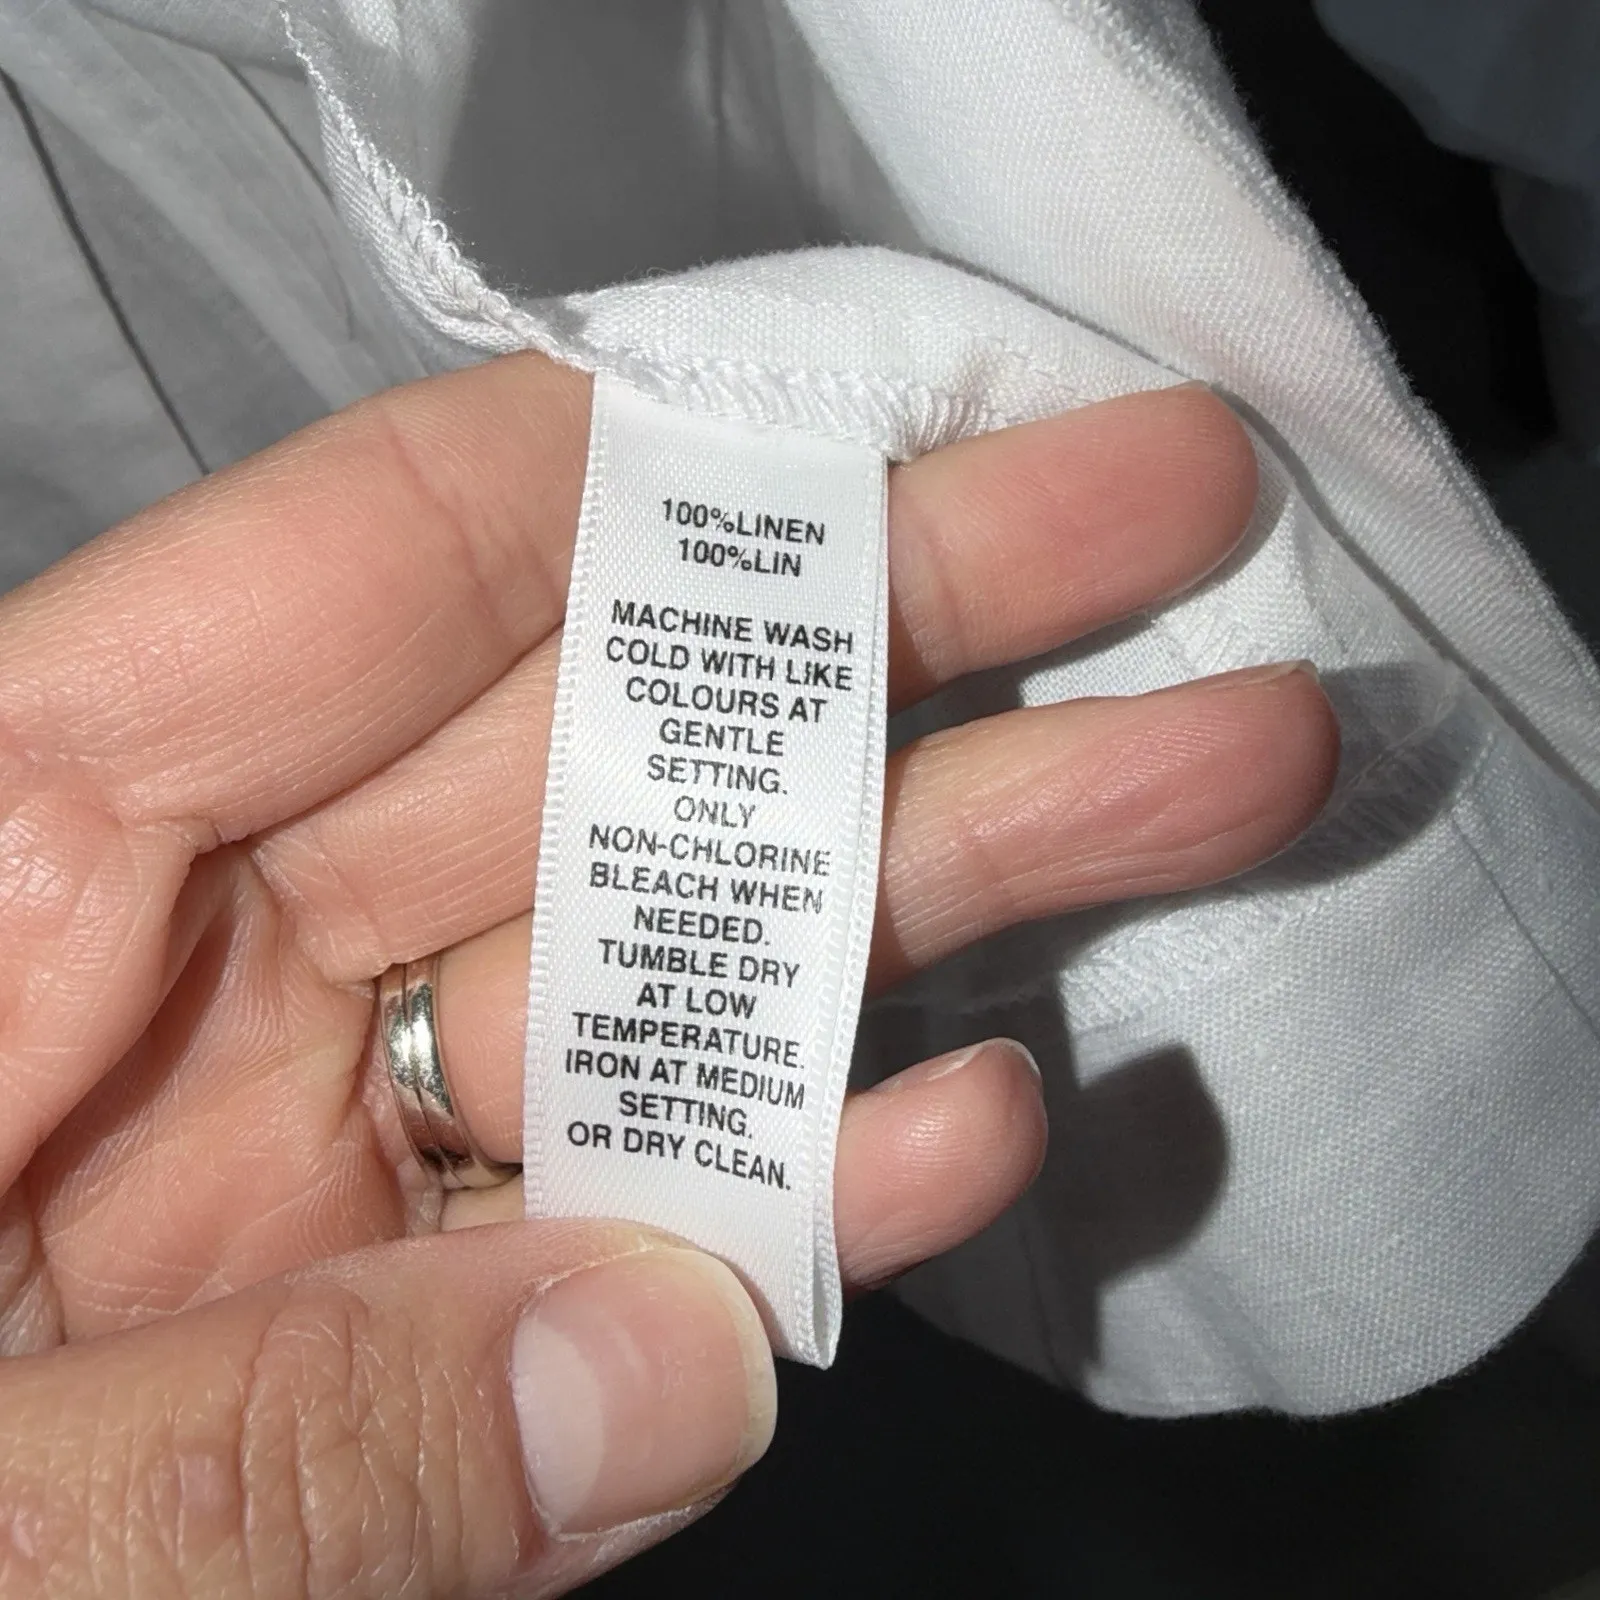 100%LINEN
100%LIN
MACHINE WASH
COLD WITH LIKE
COLOURS AT
GENTLE
SETTING.
ONLY
NON-CHLORINE
BLEACH WHEN
NEEDED.
TUMBLE DRY
AT LOW
TEMPERATURE.
IRON AT MEDIUM
SETTING.
OR DRY CLEAN.